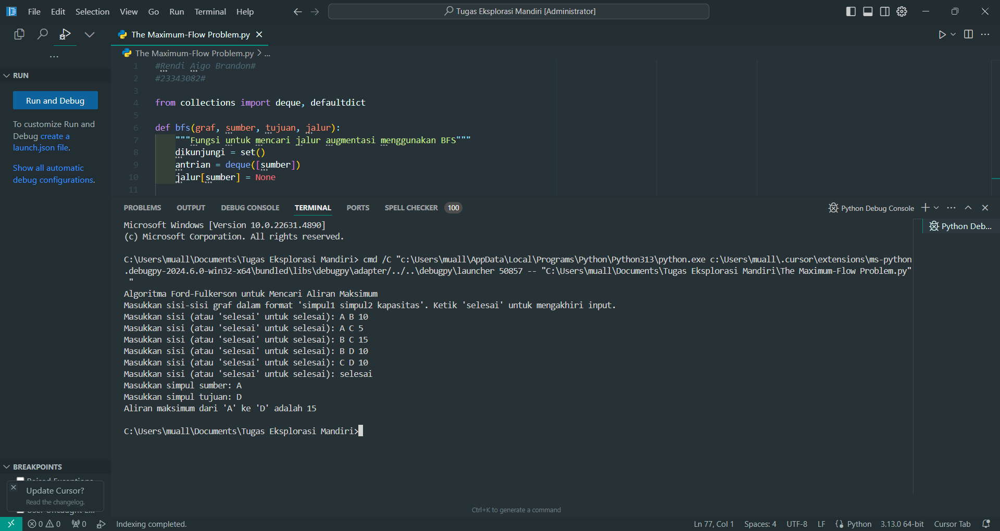 File Edit Selection View Go Run Terminal Help
Tugas Eksplorasi Mandiri [Administrator]
The Maximum-Flow Problem.py
...
The Maximum-Flow Problem.py > ...
RUN
Run and Debug
To customize Run and
Debug create a
launch.json file.
Show all automatic
debug configurations.
1 #Rendi Aigo Brandon#
2 #23343082#
3
4 from collections import deque, defaultdict
5
6 def bfs(graf, sumber, tujuan, jalur):
7 """Fungsi untuk mencari jalur augmentasi menggunakan BFS"""
8 dikunjungi = set()
9 antrian = deque([sumber])
10 jalur[sumber] = None
11
PROBLEMS OUTPUT DEBUG CONSOLE TERMINAL PORTS SPELL CHECKER 100
Python Debug Console
Python Deb...
Microsoft Windows [Version 10.0.22631.4890]
(c) Microsoft Corporation. All rights reserved.
C:\Users\muall\Documents\Tugas Eksplorasi Mandiri> cmd /C "c:\Users\muall\AppData\Local\Programs\Python\Python313\python.exe c:\Users\muall\.cursor\extensions\ms-python
.debugpy-2024.6.0-win32-x64\bundled\libs\debugpy\adapter/../..\debugpy\launcher 50857 -- "C:\Users\muall\Documents\Tugas Eksplorasi Mandiri\The Maximum-Flow Problem.py"
"
Algoritma Ford-Fulkerson untuk Mencari Aliran Maksimum
Masukkan sisi-sisi graf dalam format 'simpul1 simpul2 kapasitas'. Ketik 'selesai' untuk mengakhiri input.
Masukkan sisi (atau 'selesai' untuk selesai): A B 10
Masukkan sisi (atau 'selesai' untuk selesai): A C 5
Masukkan sisi (atau 'selesai' untuk selesai): B C 15
Masukkan sisi (atau 'selesai' untuk selesai): B D 10
Masukkan sisi (atau 'selesai' untuk selesai): C D 10
Masukkan sisi (atau 'selesai' untuk selesai): selesai
Masukkan simpul sumber: A
Masukkan simpul tujuan: D
Aliran maksimum dari 'A' ke 'D' adalah 15
C:\Users\muall\Documents\Tugas Eksplorasi Mandiri>
BREAKPOINTS
Update Cursor?
Read the changelog.
Ctrl+K to generate a command
0 0 0 Indexing completed.
Ln 77, Col 1 Spaces: 4 UTF-8 LF Python 3.13.0 64-bit Cursor Tab